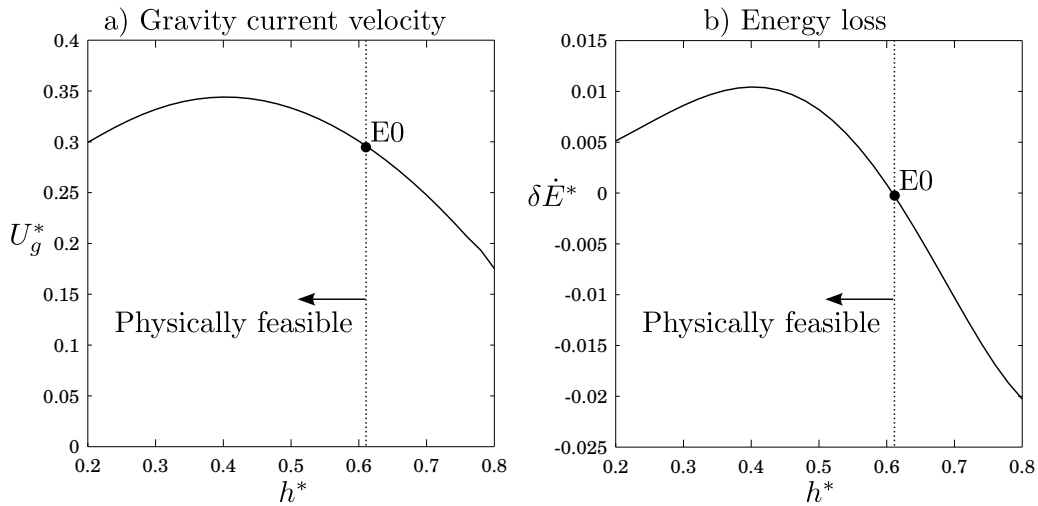 a) Gravity current velocity
0.4
0.35
0.3
0.25
0.2
0.15
0.1
0.05
0
U*g
E0
Physically feasible
0.2 0.3 0.4 0.5 0.6 0.7 0.8
h*
b) Energy loss
0.015
0.01
0.005
0
-0.005
-0.01
-0.015
-0.02
-0.025
δĖ*
E0
Physically feasible
0.2 0.3 0.4 0.5 0.6 0.7 0.8
h*